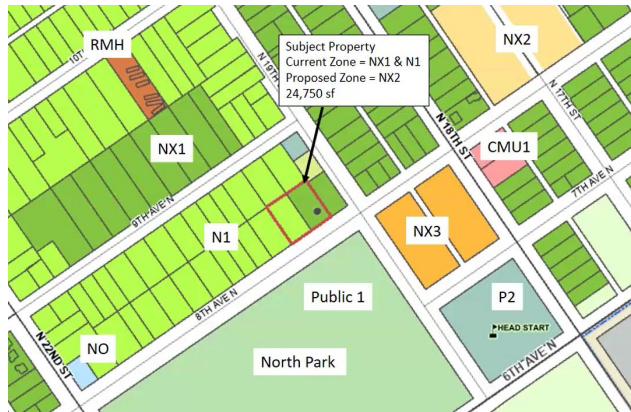 RMH
10TH
N 19TH
Subject Property
Current Zone = NX1 & N1
Proposed Zone = NX2
24,750 sf
NX2
N 17TH ST
N 18TH ST
CMU1
7TH AVE N
NX1
9TH AVE N
N1
NX3
8TH AVE N
Public 1
P2
HEAD START
NO
N 22ND ST
North Park
6TH AVE N